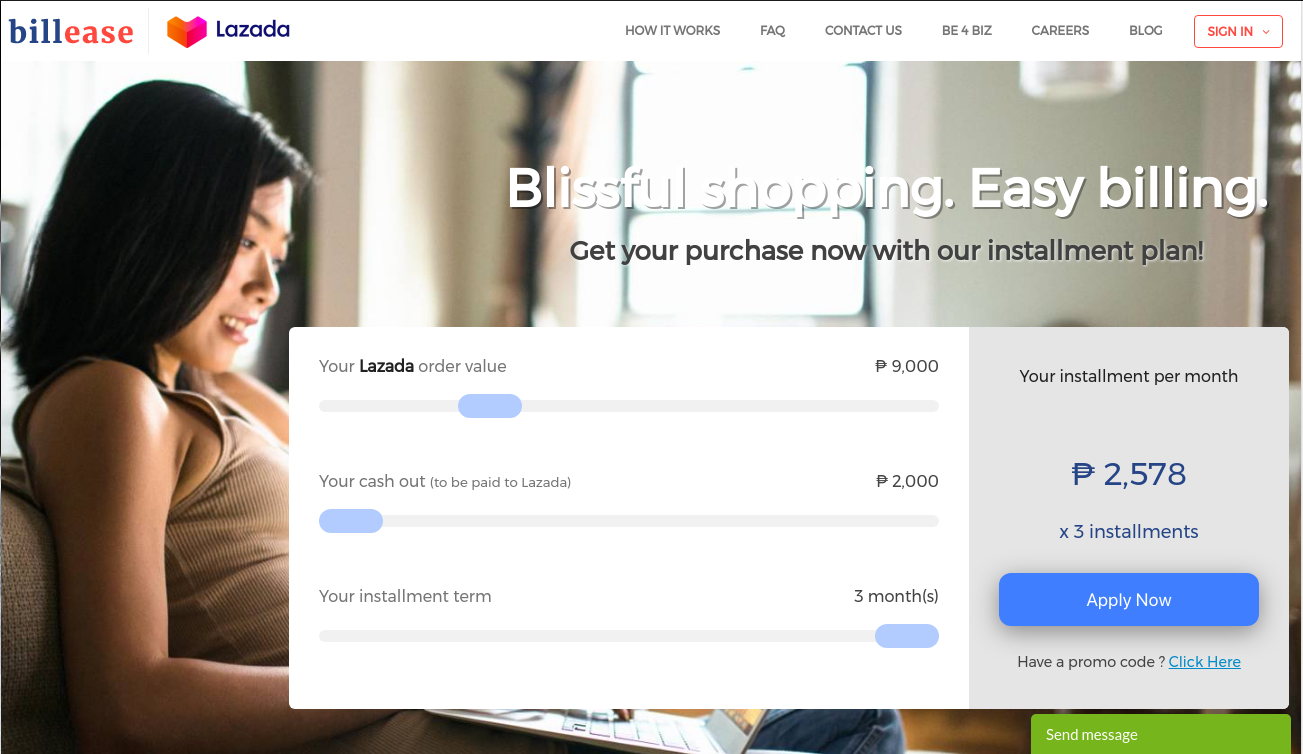 billease Lazada HOW IT WORKS FAQ CONTACT US BE 4 BIZ CAREERS BLOG SIGN IN
Blissful shopping. Easy billing.
Get your purchase now with our installment plan!
Your Lazada order value ₱ 9,000
Your cash out (to be paid to Lazada) ₱ 2,000
Your installment term 3 month(s)
Your installment per month
₱ 2,578
x 3 installments
Apply Now
Have a promo code ? Click Here
Send message